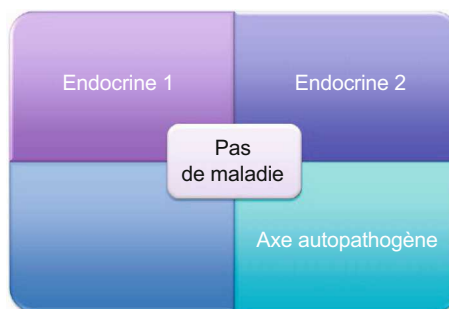 Endocrine 1
Endocrine 2
Pas
de maladie
Axe autopathogène